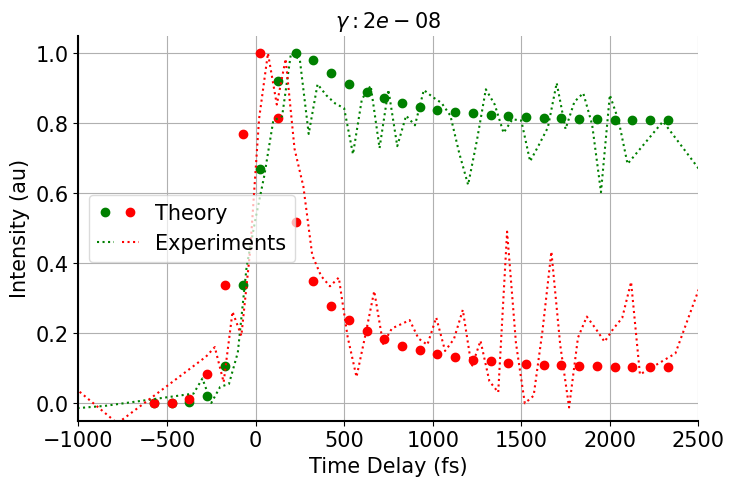 γ : 2e − 08
Intensity (au)
1.0
0.8
0.6
0.4
0.2
0.0
Theory
Experiments
−1000 −500 0 500 1000 1500 2000 2500
Time Delay (fs)